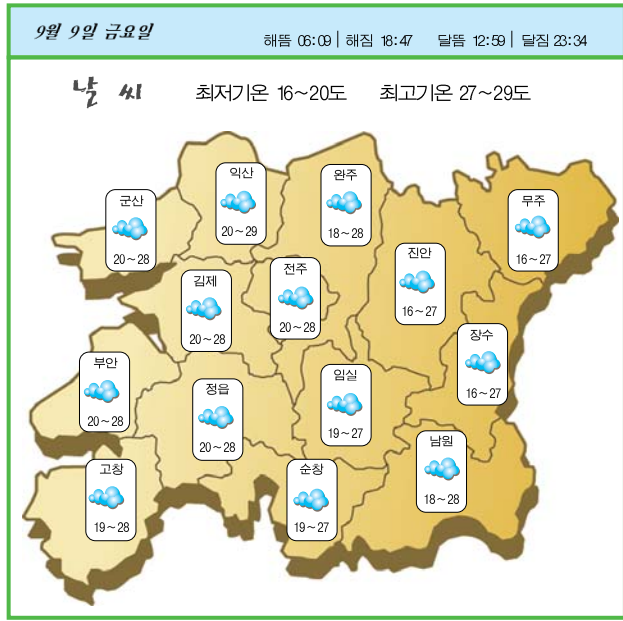 9월 9일 금요일
해뜸 06:09 | 해짐 18:47 달뜸 12:59 | 달짐 23:34
날 씨 최저기온 16~20도 최고기온 27~29도
익산
20~29
완주
18~28
군산
20~28
무주
16~27
진안
16~27
전주
20~28
김제
20~28
장수
16~27
부안
20~28
임실
19~27
정읍
20~28
남원
18~28
고창
19~28
순창
19~27